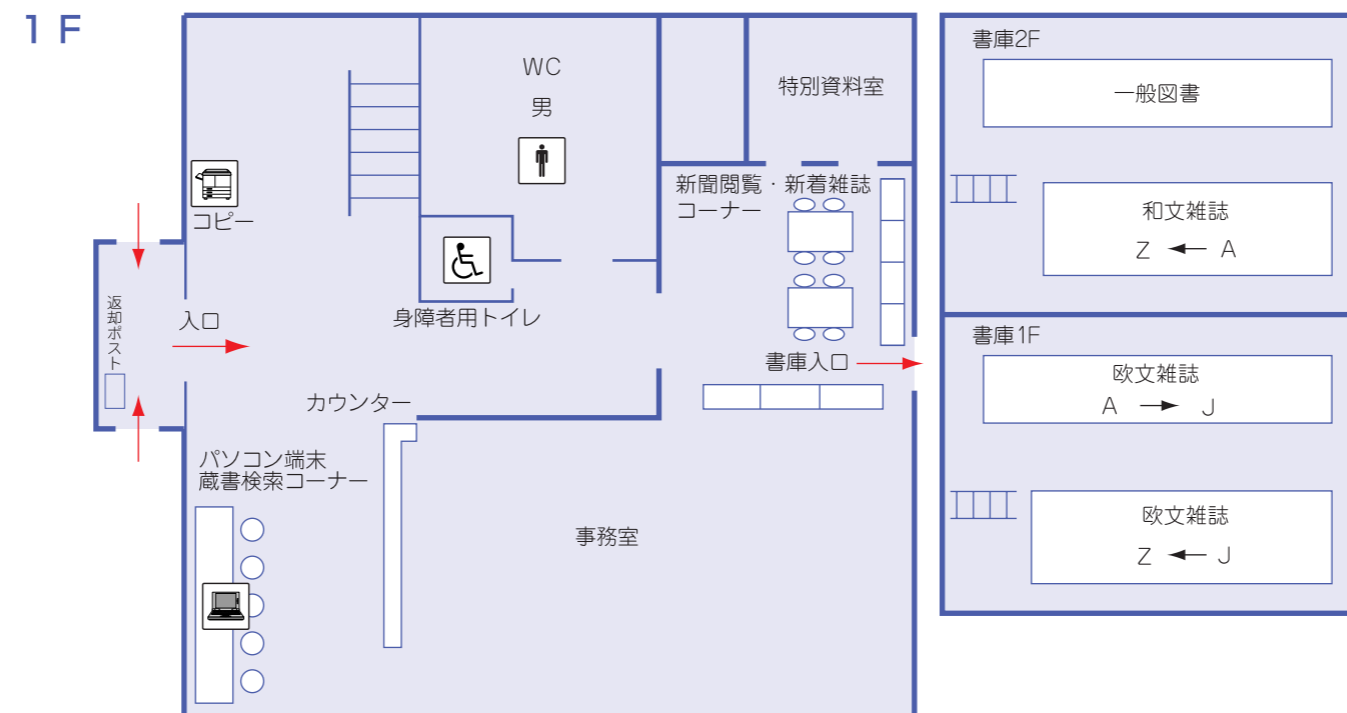 1F
WC
男
コピー
身障者用トイレ
返却ポスト
入口
カウンター
パソコン端末
蔵書検索コーナー
事務室
特別資料室
新聞閲覧・新着雑誌
コーナー
書庫入口
書庫2F
一般図書
和文雑誌
Z ← A
書庫1F
欧文雑誌
A → J
欧文雑誌
Z ← J